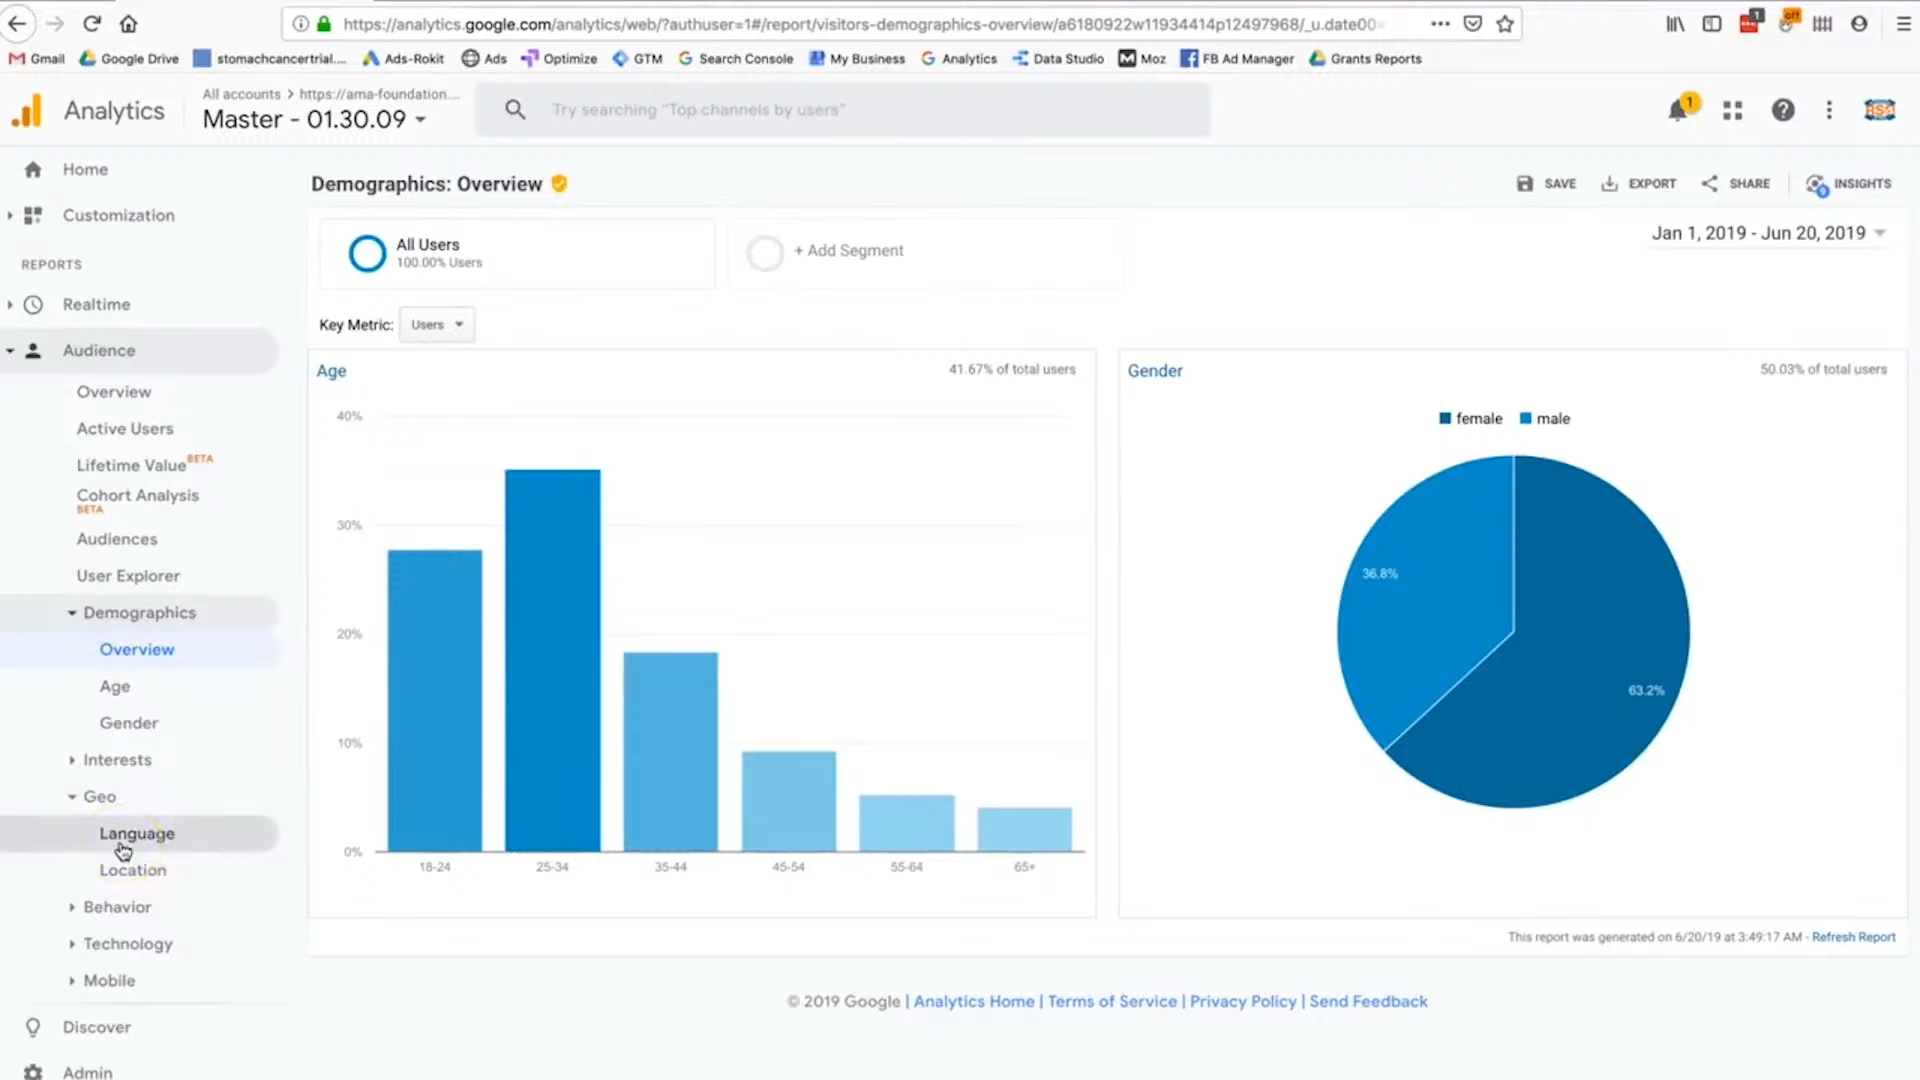 https://analytics.google.com/analytics/web/?authuser=1#/report/visitors-demographics-overview/a6180922w11934414p12497968/_u.date00
1
off
Gmail
Google Drive
stomachcancertrial....
Ads-Rokit
Ads
Optimize
GTM
Search Console
My Business
Analytics
Data Studio
Moz
FB Ad Manager
Grants Reports
Analytics
All accounts > https://ama-foundation....
Master - 01.30.09
Try searching "Top channels by users"
1
Home
Customization
REPORTS
Realtime
Audience
Overview
Active Users
Lifetime Value BETA
Cohort Analysis
BETA
Audiences
User Explorer
Demographics
Overview
Age
Gender
Interests
Geo
Language
Location
Behavior
Technology
Mobile
Discover
Admin
Demographics: Overview
SAVE
EXPORT
SHARE
INSIGHTS
All Users
100.00% Users
+ Add Segment
Jan 1, 2019 - Jun 20, 2019
Key Metric:
Users
Age
41.67% of total users
40%
30%
20%
10%
0%
18-24
25-34
35-44
45-54
55-64
65+
Gender
50.03% of total users
female
male
36.8%
63.2%
This report was generated on 6/20/19 at 3:49:17 AM - Refresh Report
© 2019 Google | Analytics Home | Terms of Service | Privacy Policy | Send Feedback